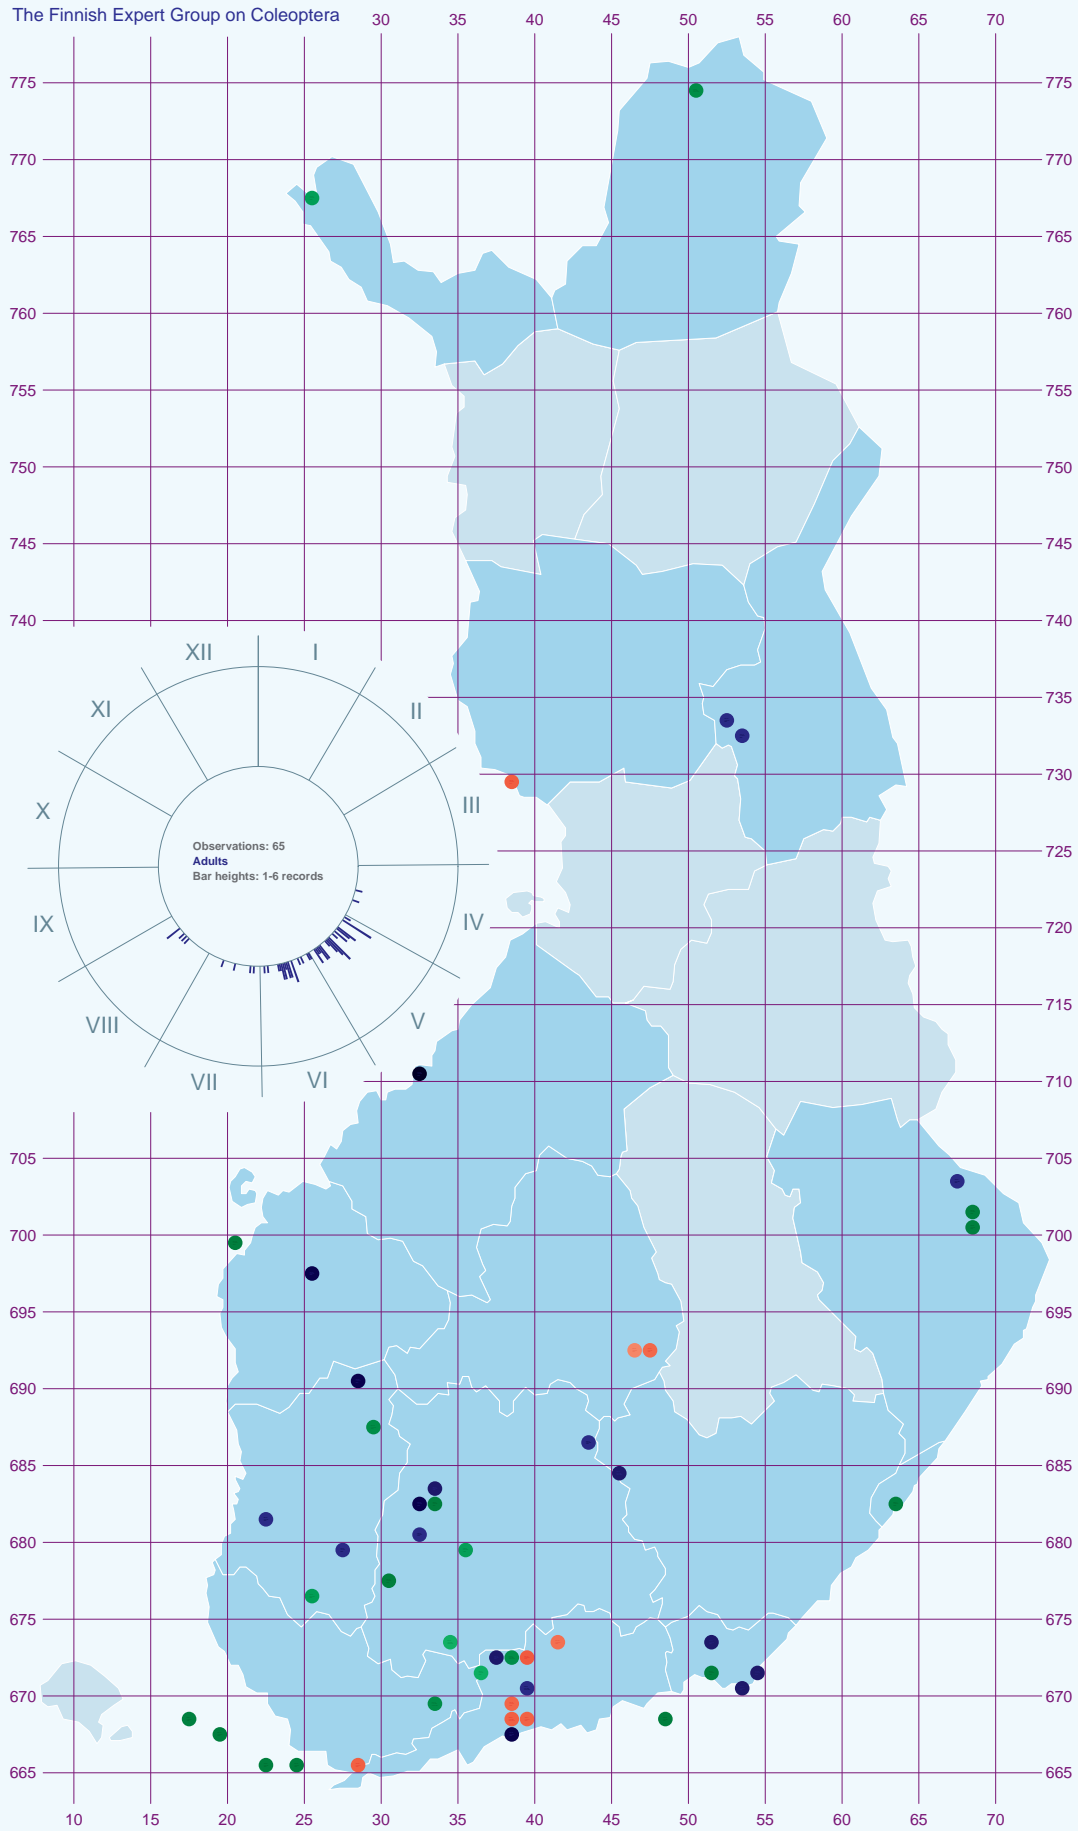 The Finnish Expert Group on Coleoptera
30 35 40 45 50 55 60 65 70
775 775
770 770
765 765
760 760
755 755
750 750
745 745
740 740
XII I
XI II
735
730
X III
Observations: 65
Adults
Bar heights: 1-6 records
725 725
IX IV
720 720
715 715
VIII V
VII VI
710 710
705 705
700 700
695 695
690 690
685 685
680 680
675 675
670 670
665 665
10 15 20 25 30 35 40 45 50 55 60 65 70